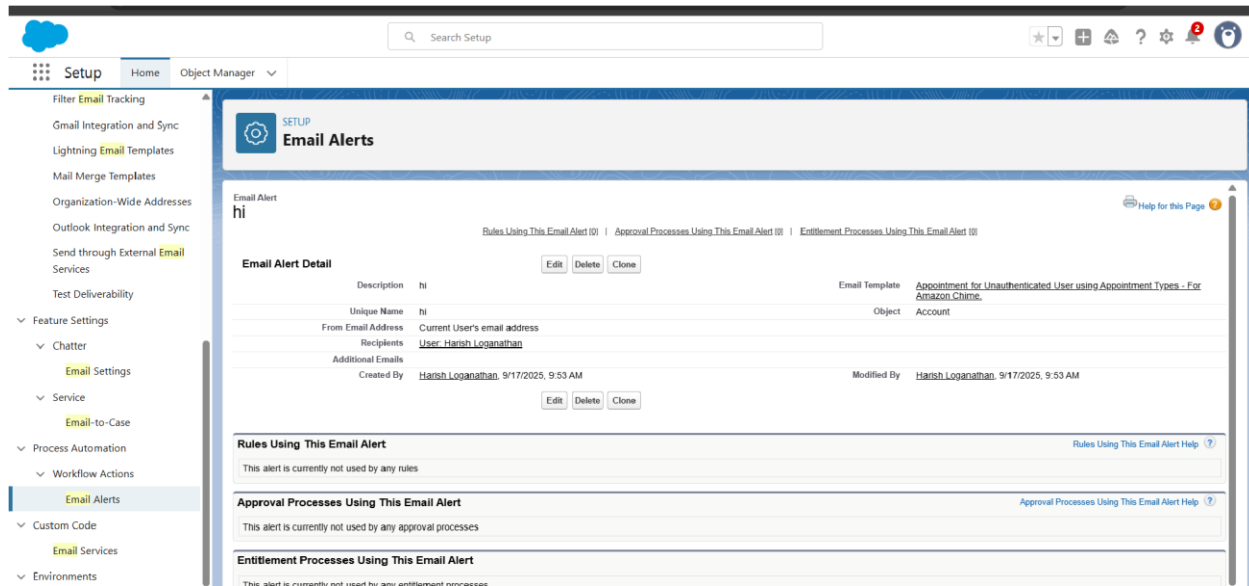 Search Setup
2
Setup
Home
Object Manager
Filter Email Tracking
Gmail Integration and Sync
Lightning Email Templates
Mail Merge Templates
Organization-Wide Addresses
Outlook Integration and Sync
Send through External Email
Services
Test Deliverability
Feature Settings
Chatter
Email Settings
Service
Email-to-Case
Process Automation
Workflow Actions
Email Alerts
Custom Code
Email Services
Environments
SETUP
Email Alerts
Email Alert
hi
Help for this Page ?
Rules Using This Email Alert [0] | Approval Processes Using This Email Alert [0] | Entitlement Processes Using This Email Alert [0]
Email Alert Detail Edit Delete Clone
Description hi Email Template Appointment for Unauthenticated User using Appointment Types - For
Amazon Chime.
Unique Name hi Object Account
From Email Address Current User's email address
Recipients User: Harish Loganathan
Additional Emails
Created By Harish Loganathan, 9/17/2025, 9:53 AM Modified By Harish Loganathan, 9/17/2025, 9:53 AM
Edit Delete Clone
Rules Using This Email Alert Rules Using This Email Alert Help ?
This alert is currently not used by any rules
Approval Processes Using This Email Alert Approval Processes Using This Email Alert Help ?
This alert is currently not used by any approval processes
Entitlement Processes Using This Email Alert
This alert is currently not used by any entitlement processes